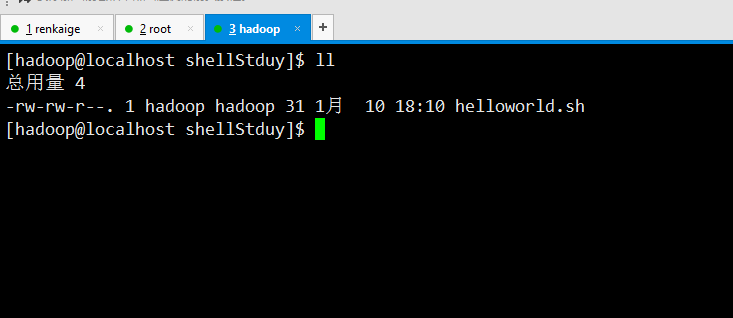 1 renkaige × 2 root × 3 hadoop × +
[hadoop@localhost shellStduy]$ ll
总用量 4
-rw-rw-r--. 1 hadoop hadoop 31 1月  10 18:10 helloworld.sh
[hadoop@localhost shellStduy]$